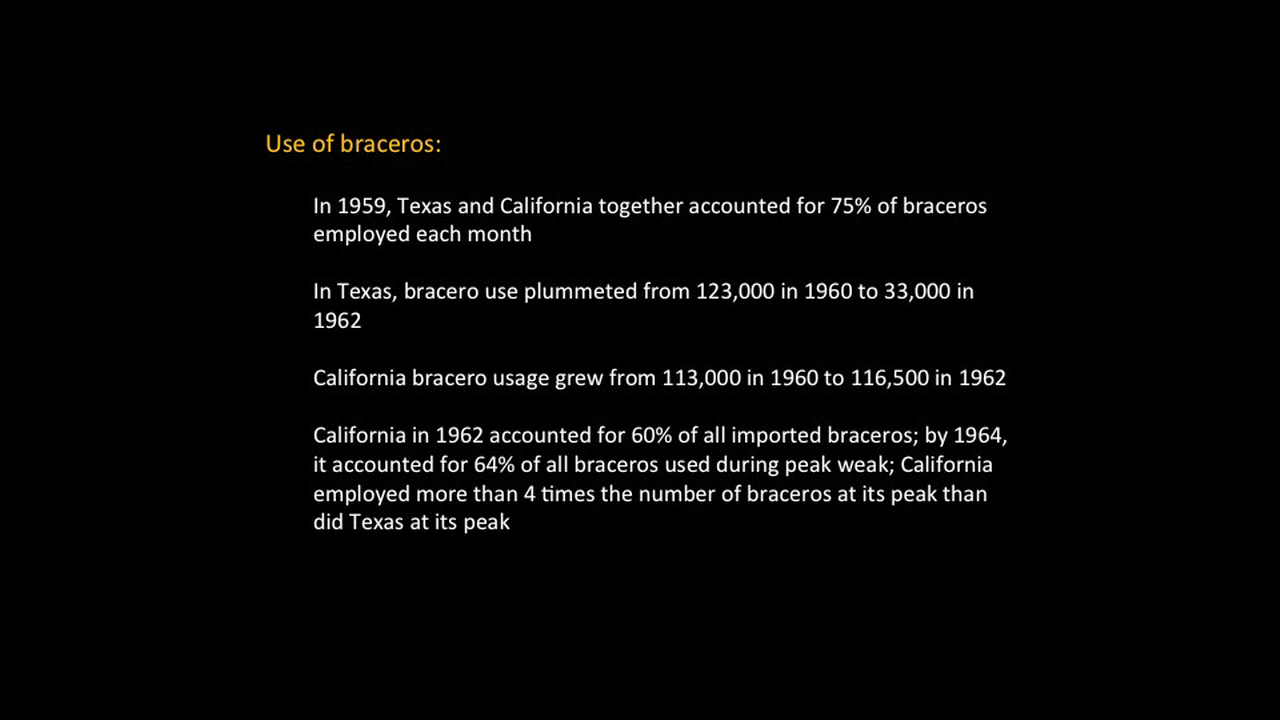 Use of braceros:
In 1959, Texas and California together accounted for 75% of braceros
employed each month
In Texas, bracero use plummeted from 123,000 in 1960 to 33,000 in
1962
California bracero usage grew from 113,000 in 1960 to 116,500 in 1962
California in 1962 accounted for 60% of all imported braceros; by 1964,
it accounted for 64% of all braceros used during peak weak; California
employed more than 4 times the number of braceros at its peak than
did Texas at its peak